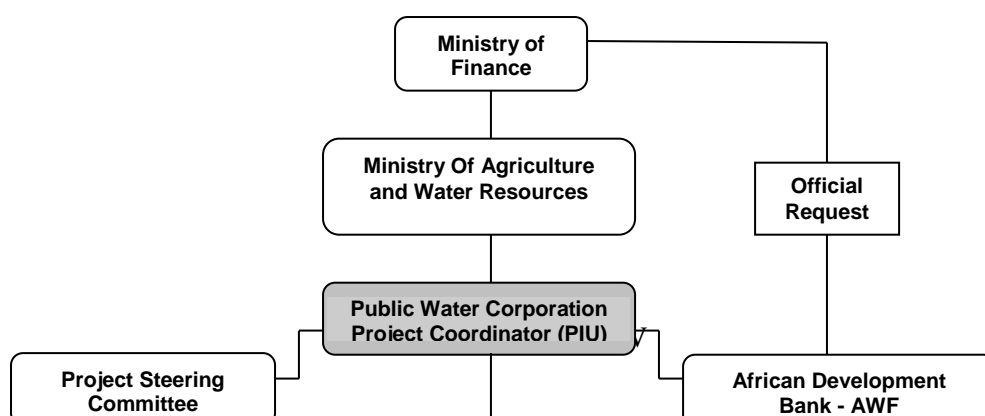 Ministry of
Finance
Ministry Of Agriculture
and Water Resources
Official
Request
Public Water Corporation
Project Coordinator (PIU)
Project Steering
Committee
African Development
Bank - AWF